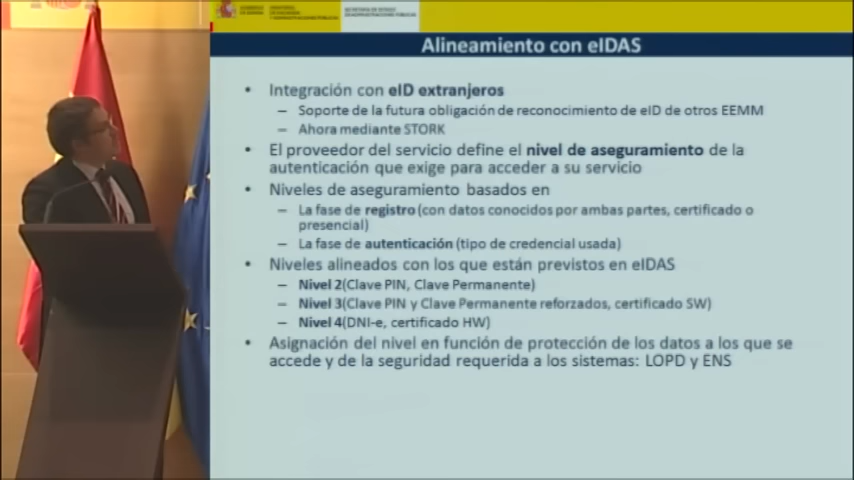 Alineamiento con eIDAS
• Integración con eID extranjeros
– Soporte de la futura obligación de reconocimiento de eID de otros EEMM
– Ahora mediante STORK
• El proveedor del servicio define el nivel de aseguramiento de la
autenticación que exige para acceder a su servicio
• Niveles de aseguramiento basados en
– La fase de registro (con datos conocidos por ambas partes, certificado o
presencial)
– La fase de autenticación (tipo de credencial usada)
• Niveles alineados con los que están previstos en eIDAS
– Nivel 2(Clave PIN, Clave Permanente)
– Nivel 3(Clave PIN y Clave Permanente reforzados, certificado SW)
– Nivel 4(DNI-e, certificado HW)
• Asignación del nivel en función de protección de los datos a los que se
accede y de la seguridad requerida a los sistemas: LOPD y ENS